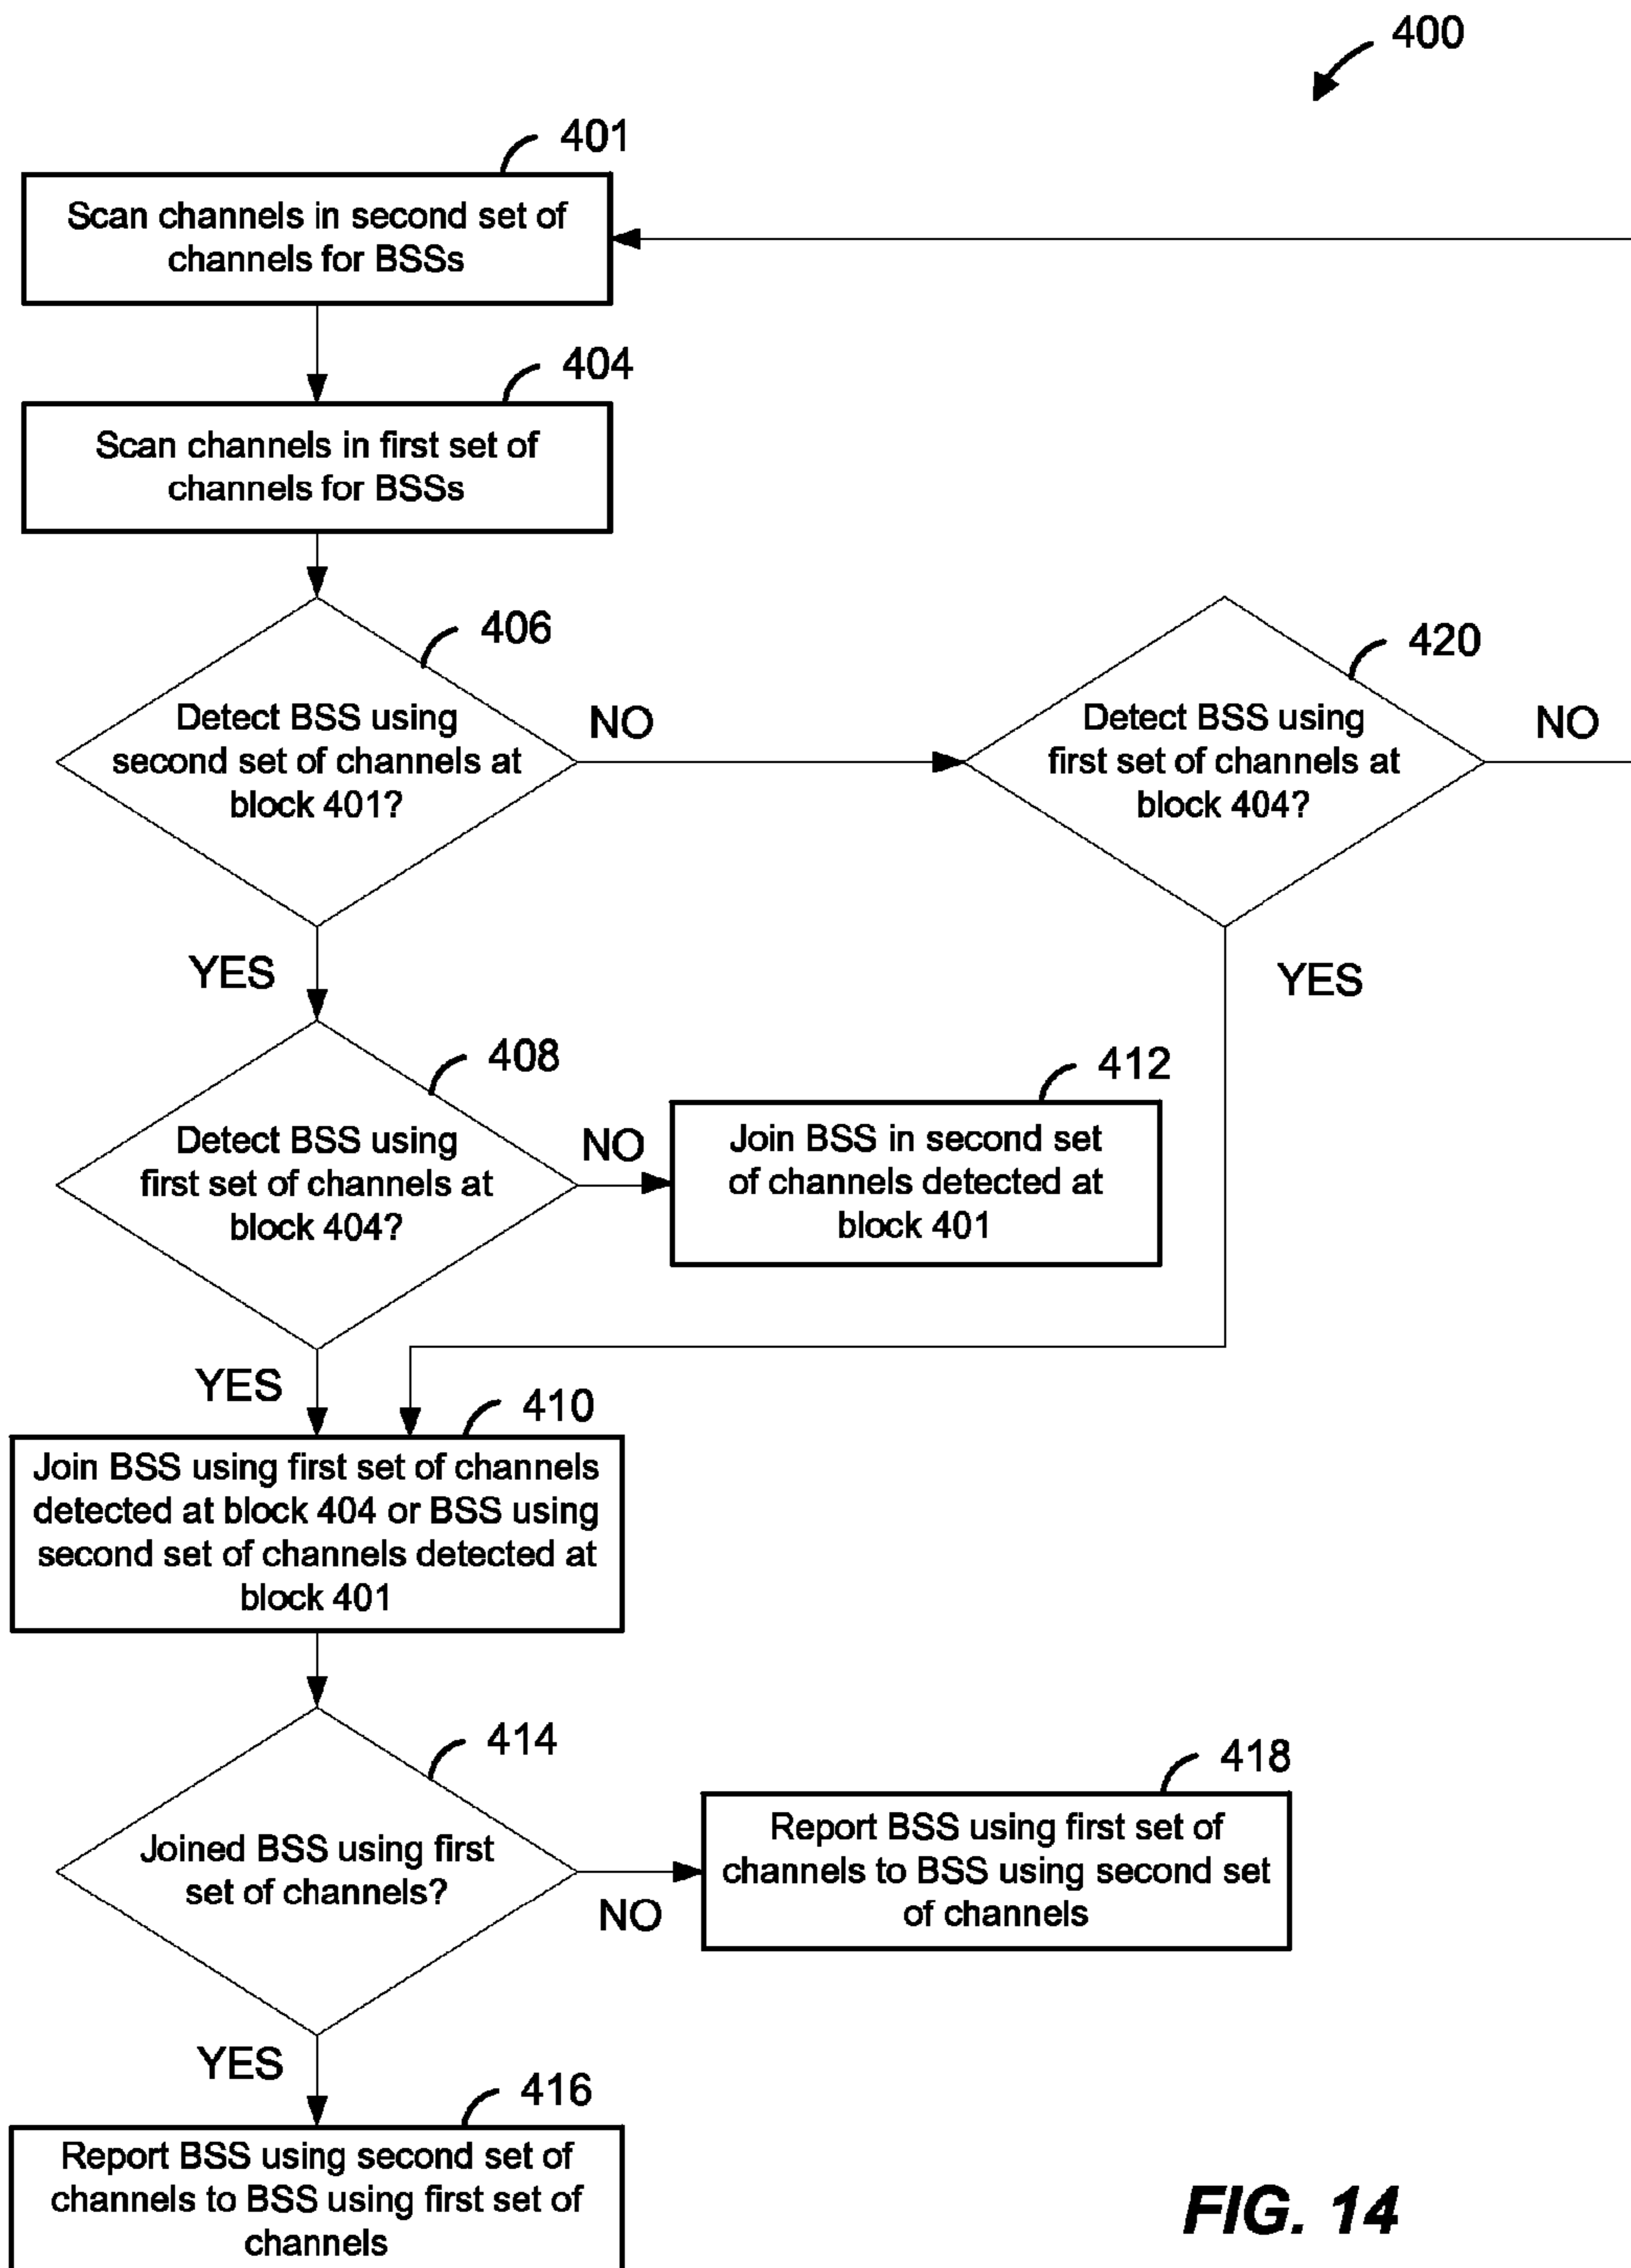 400
401
Scan channels in second set of
channels for BSSs
404
Scan channels in first set of
channels for BSSs
406
Detect BSS using
second set of channels at
block 401?
NO
420
Detect BSS using
first set of channels at
block 404?
NO
YES
YES
408
Detect BSS using
first set of channels at
block 404?
NO
412
Join BSS in second set
of channels detected at
block 401
YES
410
Join BSS using first set of channels
detected at block 404 or BSS using
second set of channels detected at
block 401
414
Joined BSS using first
set of channels?
NO
418
Report BSS using first set of
channels to BSS using second set
of channels
YES
416
Report BSS using second set of
channels to BSS using first set of
channels
FIG. 14